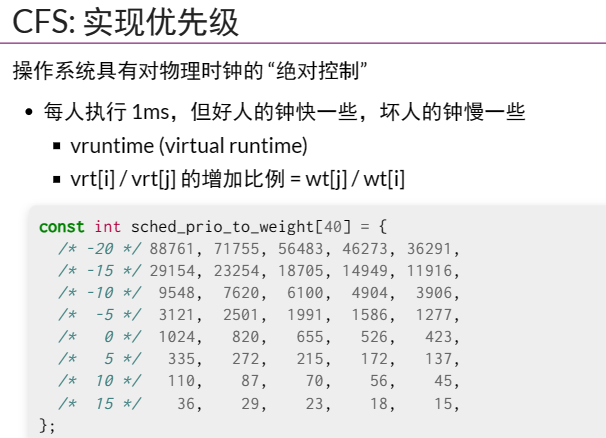 CFS: 实现优先级
操作系统具有对物理时钟的 “绝对控制”
• 每人执行 1ms，但好人的钟快一些，坏人的钟慢一些
▪ vruntime (virtual runtime)
▪ vrt[i] / vrt[j] 的增加比例 = wt[j] / wt[i]
const int sched_prio_to_weight[40] = {
/* -20 */ 88761, 71755, 56483, 46273, 36291,
/* -15 */ 29154, 23254, 18705, 14949, 11916,
/* -10 */ 9548, 7620, 6100, 4904, 3906,
/* -5 */ 3121, 2501, 1991, 1586, 1277,
/* 0 */ 1024, 820, 655, 526, 423,
/* 5 */ 335, 272, 215, 172, 137,
/* 10 */ 110, 87, 70, 56, 45,
/* 15 */ 36, 29, 23, 18, 15,
};